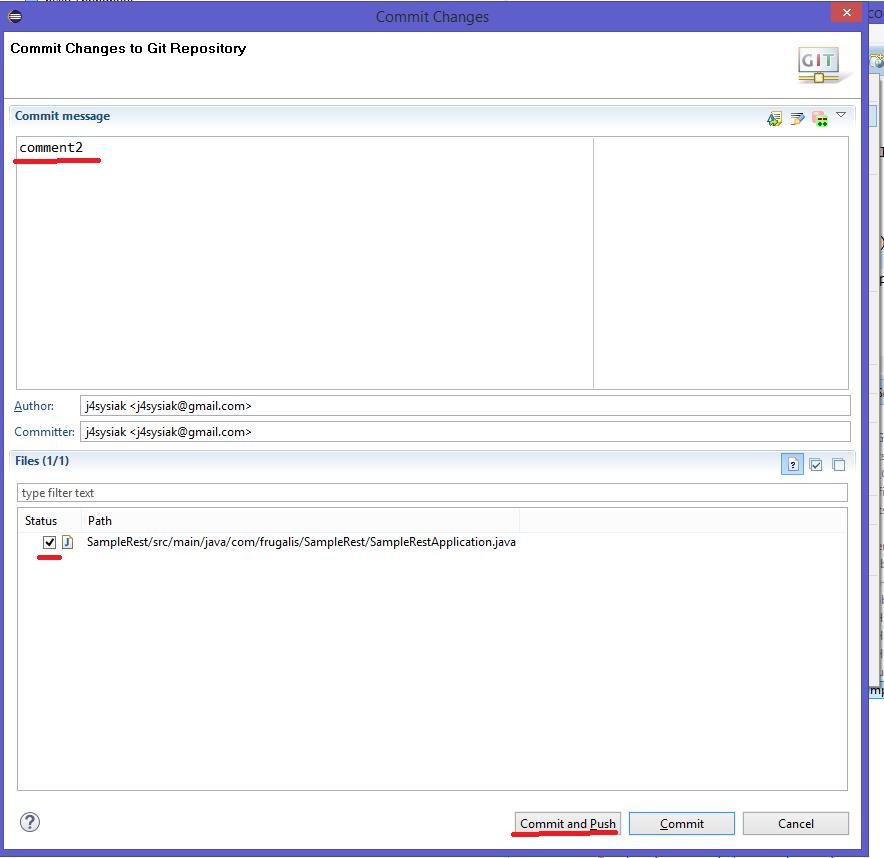 Commit Changes
Commit Changes to Git Repository
GIT
Commit message
comment2
Author: j4sysiak <j4sysiak@gmail.com>
Committer: j4sysiak <j4sysiak@gmail.com>
Files (1/1)
type filter text
Status Path
SampleRest/src/main/java/com/frugalis/SampleRest/SampleRestApplication.java
Commit and Push Commit Cancel